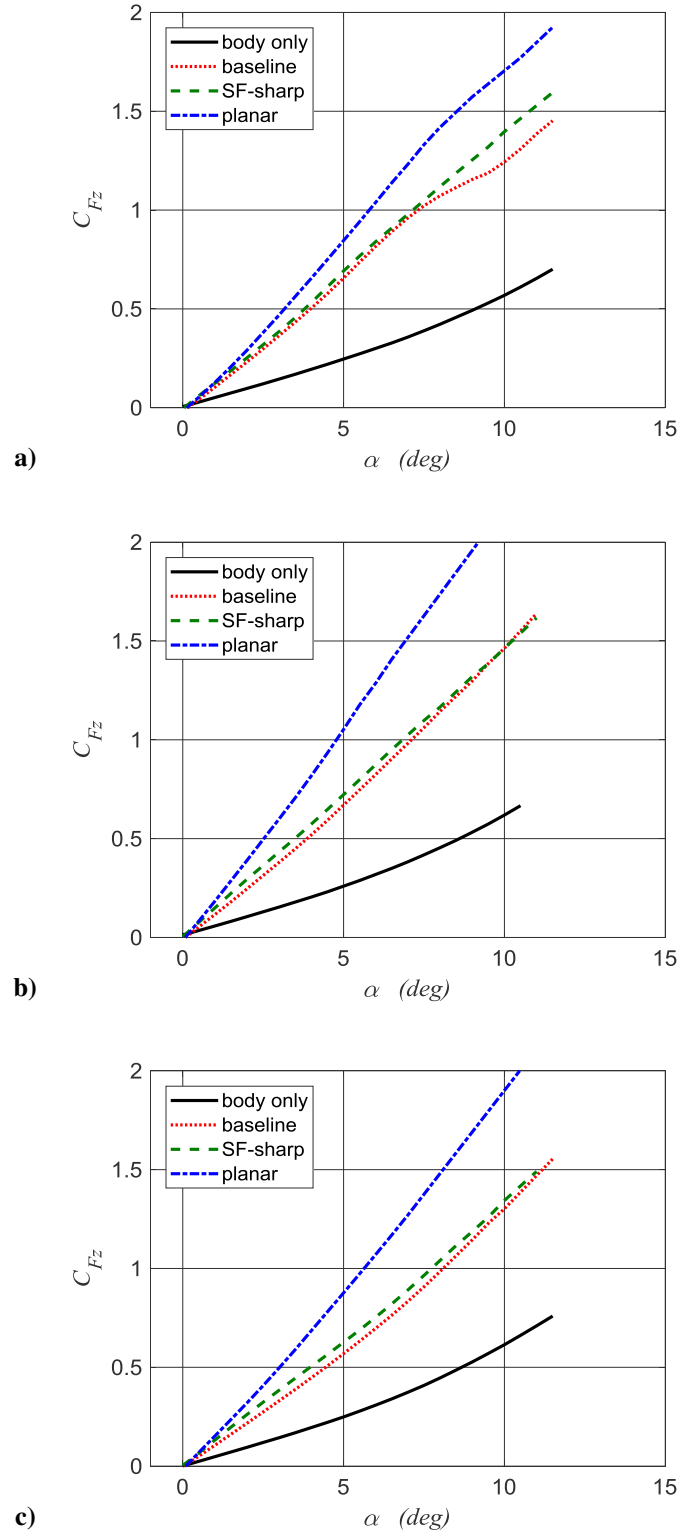 2
1.5
1
0.5
0
C_Fz
body only
baseline
SF-sharp
planar
0 5 10 15
α (deg)
a)
2
1.5
1
0.5
0
C_Fz
body only
baseline
SF-sharp
planar
0 5 10 15
α (deg)
b)
2
1.5
1
0.5
0
C_Fz
body only
baseline
SF-sharp
planar
0 5 10 15
α (deg)
c)